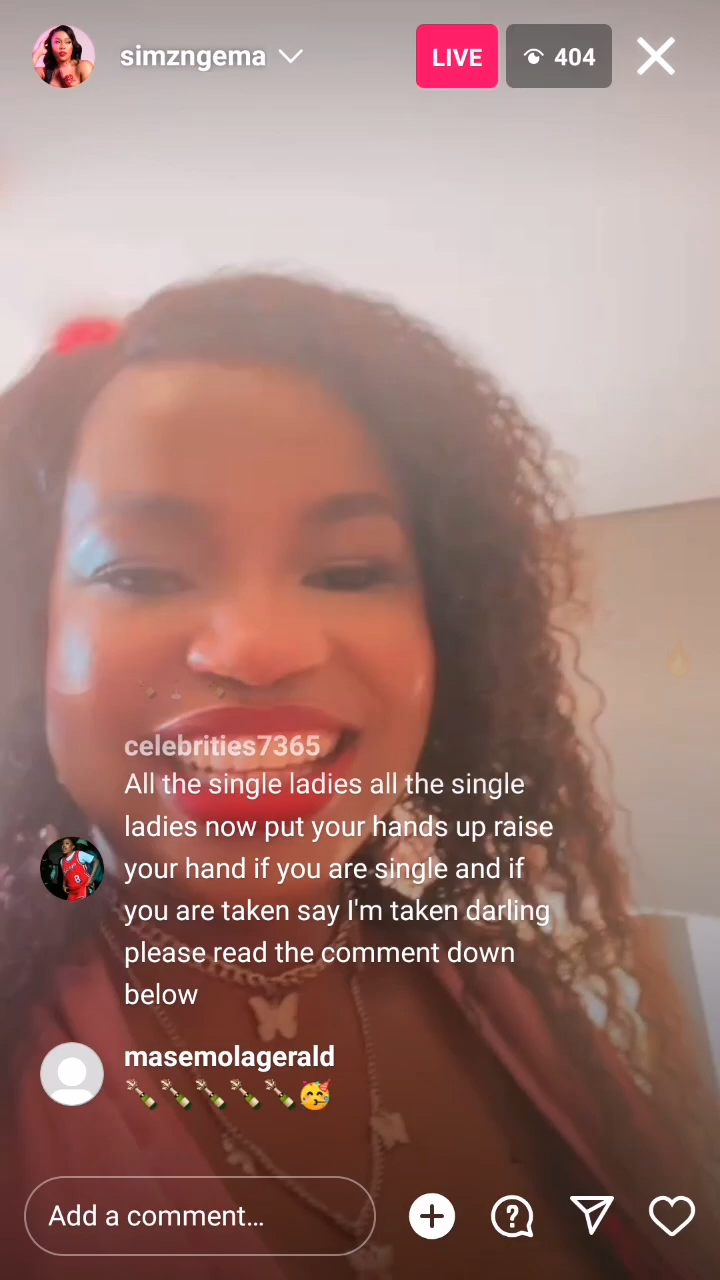 simzngema
LIVE
404
celebrities7365
All the single ladies all the single
ladies now put your hands up raise
your hand if you are single and if
you are taken say I'm taken darling
please read the comment down
below
masemolagerald
🍾🍾🍾🍾🍾🥳
Add a comment...